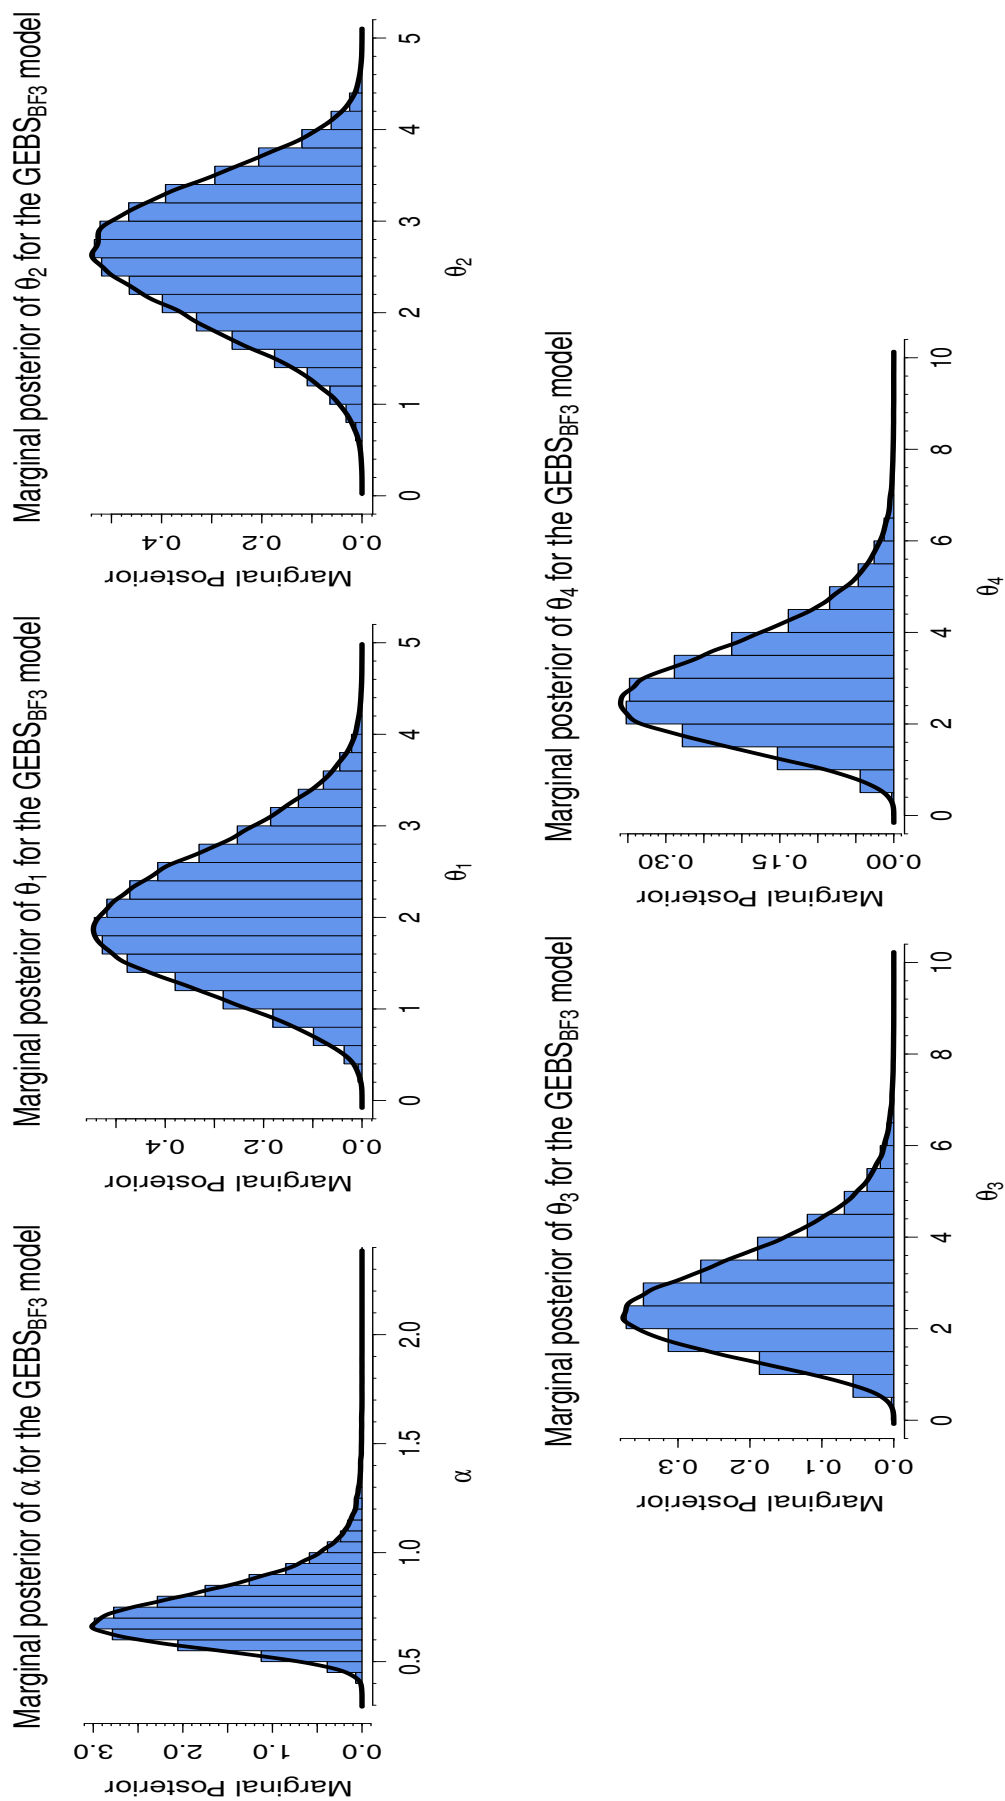 Marginal posterior of α for the GEBS_BF3 model
Marginal Posterior
0.0 1.0 2.0 3.0
0.5 1.0 1.5 2.0
α
Marginal posterior of θ1 for the GEBS_BF3 model
Marginal Posterior
0.0 0.2 0.4
0 1 2 3 4 5
θ1
Marginal posterior of θ2 for the GEBS_BF3 model
Marginal Posterior
0.0 0.2 0.4
0 1 2 3 4 5
θ2
Marginal posterior of θ3 for the GEBS_BF3 model
Marginal Posterior
0.0 0.1 0.2 0.3
0 2 4 6 8 10
θ3
Marginal posterior of θ4 for the GEBS_BF3 model
Marginal Posterior
0.00 0.15 0.30
0 2 4 6 8 10
θ4